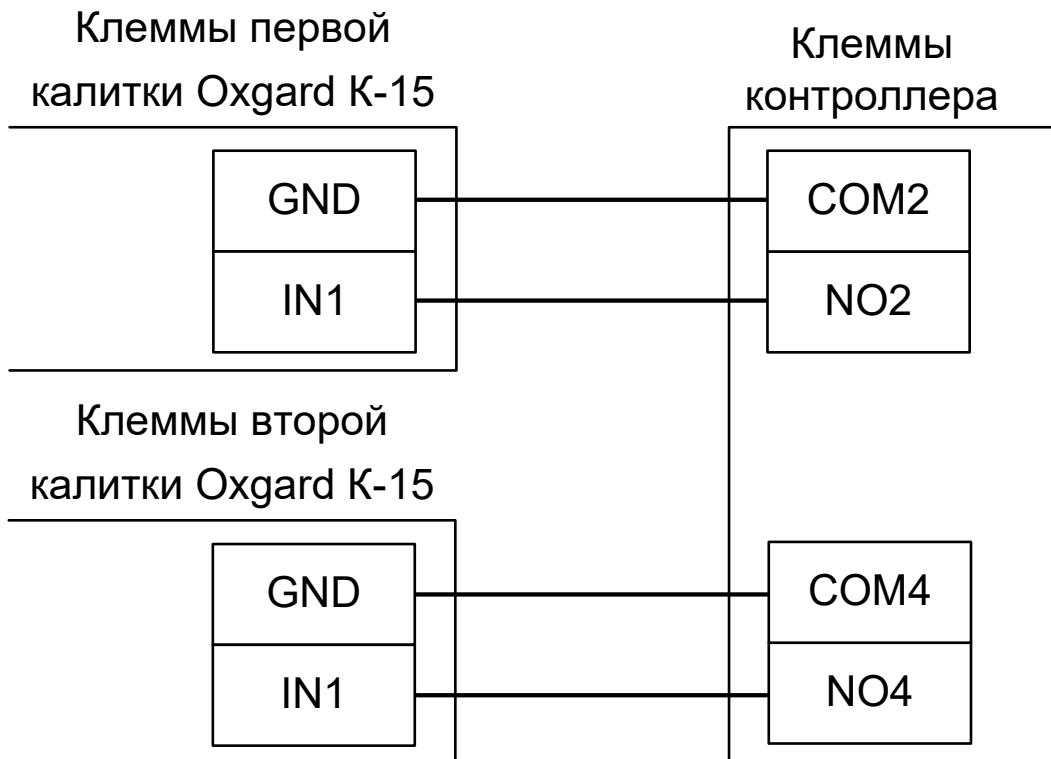 Клеммы первой
калитки Oxgard К-15
Клеммы
контроллера
GND
COM2
IN1
NO2
Клеммы второй
калитки Oxgard К-15
GND
COM4
IN1
NO4